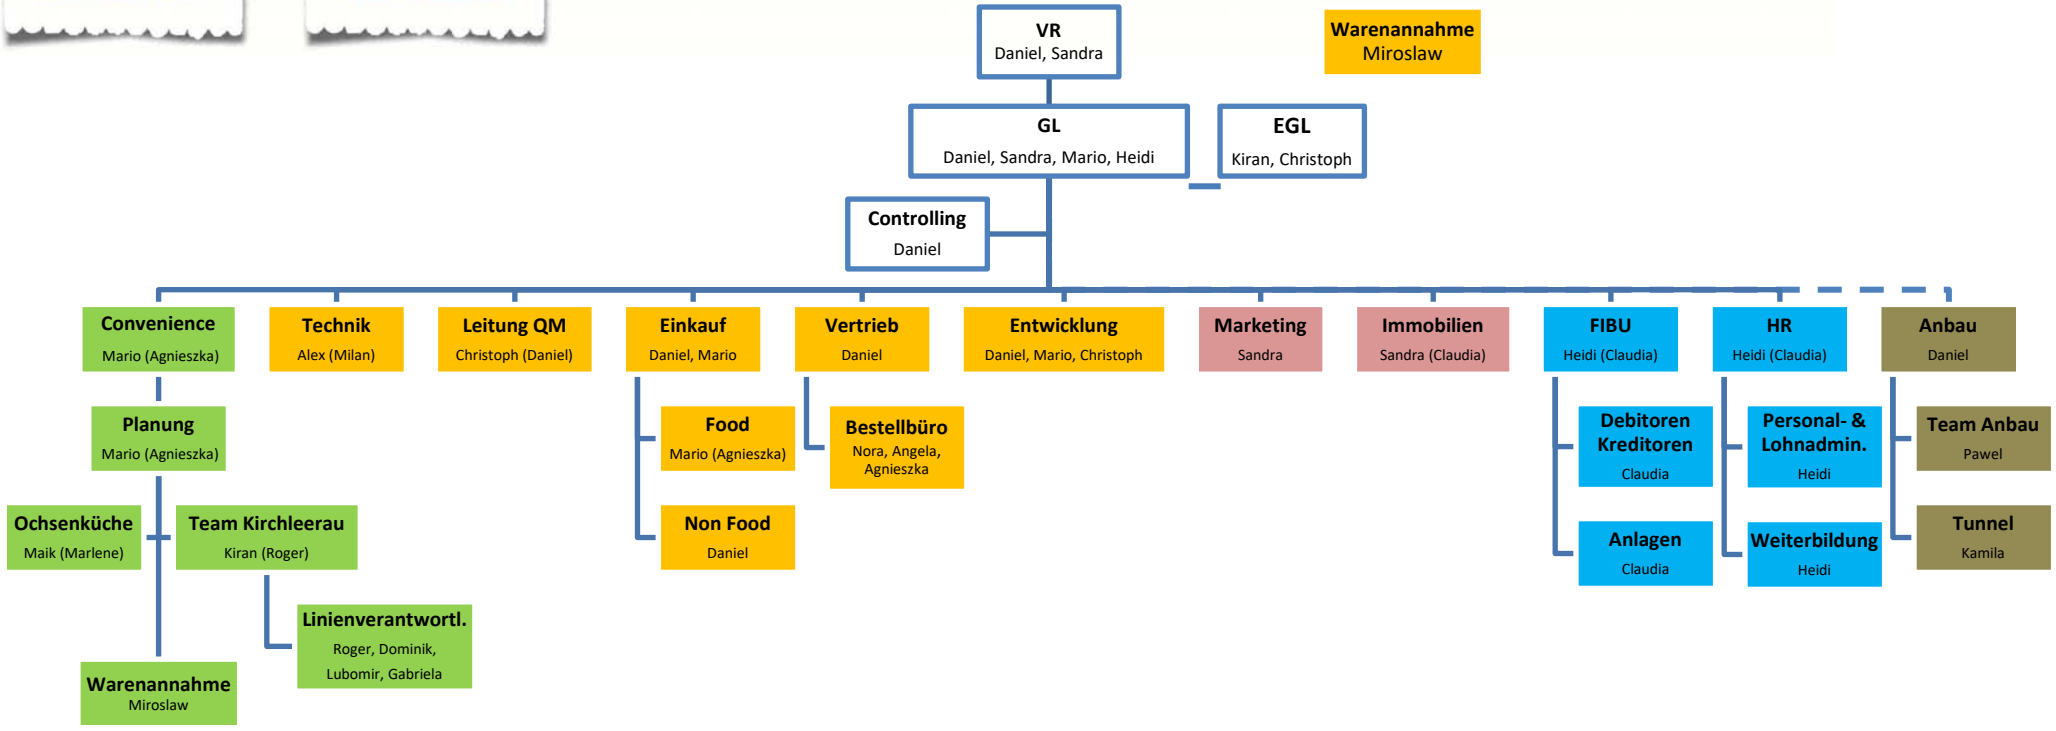 VR
Daniel, Sandra
Warenannahme
Miroslaw
GL
Daniel, Sandra, Mario, Heidi
EGL
Kiran, Christoph
Controlling
Daniel
Convenience
Mario (Agnieszka)
Technik
Alex (Milan)
Leitung QM
Christoph (Daniel)
Einkauf
Daniel, Mario
Vertrieb
Daniel
Entwicklung
Daniel, Mario, Christoph
Marketing
Sandra
Immobilien
Sandra (Claudia)
FIBU
Heidi (Claudia)
HR
Heidi (Claudia)
Anbau
Daniel
Planung
Mario (Agnieszka)
Food
Mario (Agnieszka)
Bestellbüro
Nora, Angela,
Agnieszka
Debitoren
Kreditoren
Claudia
Personal- &
Lohnadmin.
Heidi
Team Anbau
Pawel
Ochsenküche
Maik (Marlene)
Team Kirchleerau
Kiran (Roger)
Non Food
Daniel
Anlagen
Claudia
Weiterbildung
Heidi
Tunnel
Kamila
Linienverantwortl.
Roger, Dominik,
Lubomir, Gabriela
Warenannahme
Miroslaw